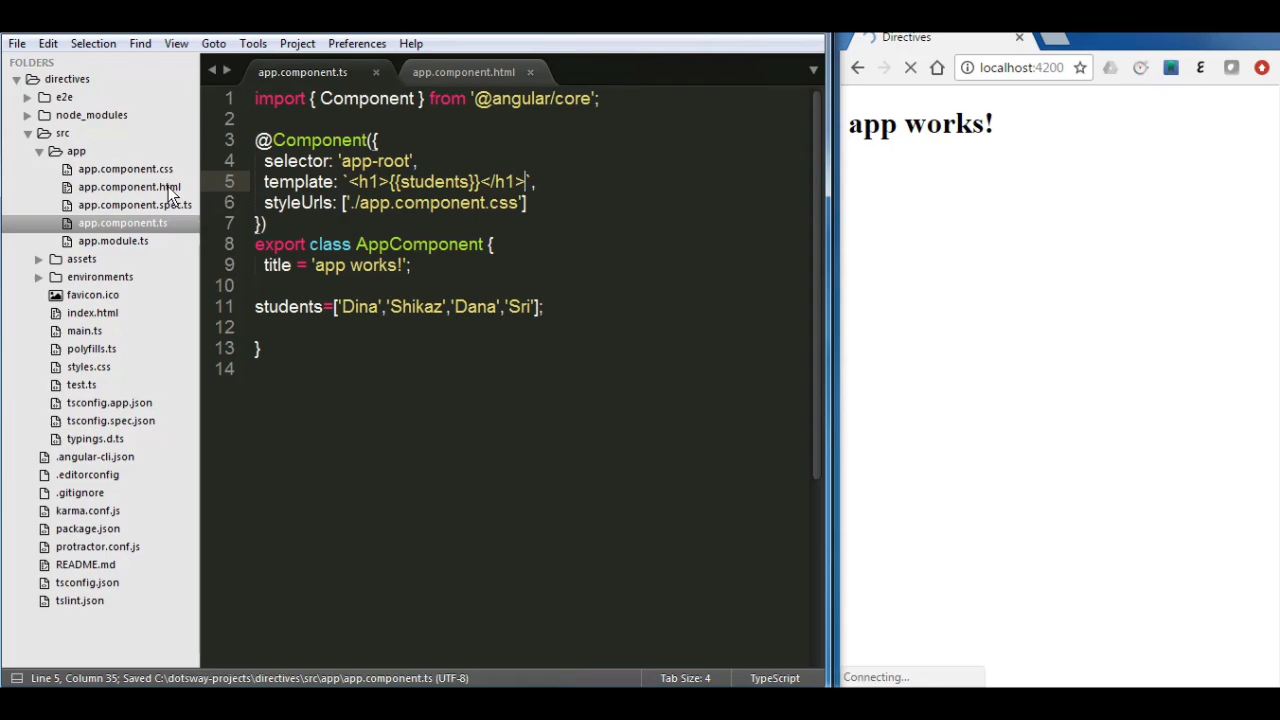 File Edit Selection Find View Goto Tools Project Preferences Help
FOLDERS
directives
e2e
node_modules
src
app
app.component.css
app.component.html
app.component.spec.ts
app.component.ts
app.module.ts
assets
environments
favicon.ico
index.html
main.ts
polyfills.ts
styles.css
test.ts
tsconfig.app.json
tsconfig.spec.json
typings.d.ts
.angular-cli.json
.editorconfig
.gitignore
karma.conf.js
package.json
protractor.conf.js
README.md
tsconfig.json
tslint.json
app.component.ts × app.component.html ×
1 import { Component } from '@angular/core';
2
3 @Component({
4 selector: 'app-root',
5 template: `<h1>{{students}}</h1>`,
6 styleUrls: ['./app.component.css']
7 })
8 export class AppComponent {
9 title = 'app works!';
10
11 students=['Dina','Shikaz','Dana','Sri'];
12
13 }
14
Line 5, Column 35; Saved C:\dotsway-projects\directives\src\app\app.component.ts (UTF-8) Tab Size: 4 TypeScript
Directives ×
localhost:4200
app works!
Connecting...